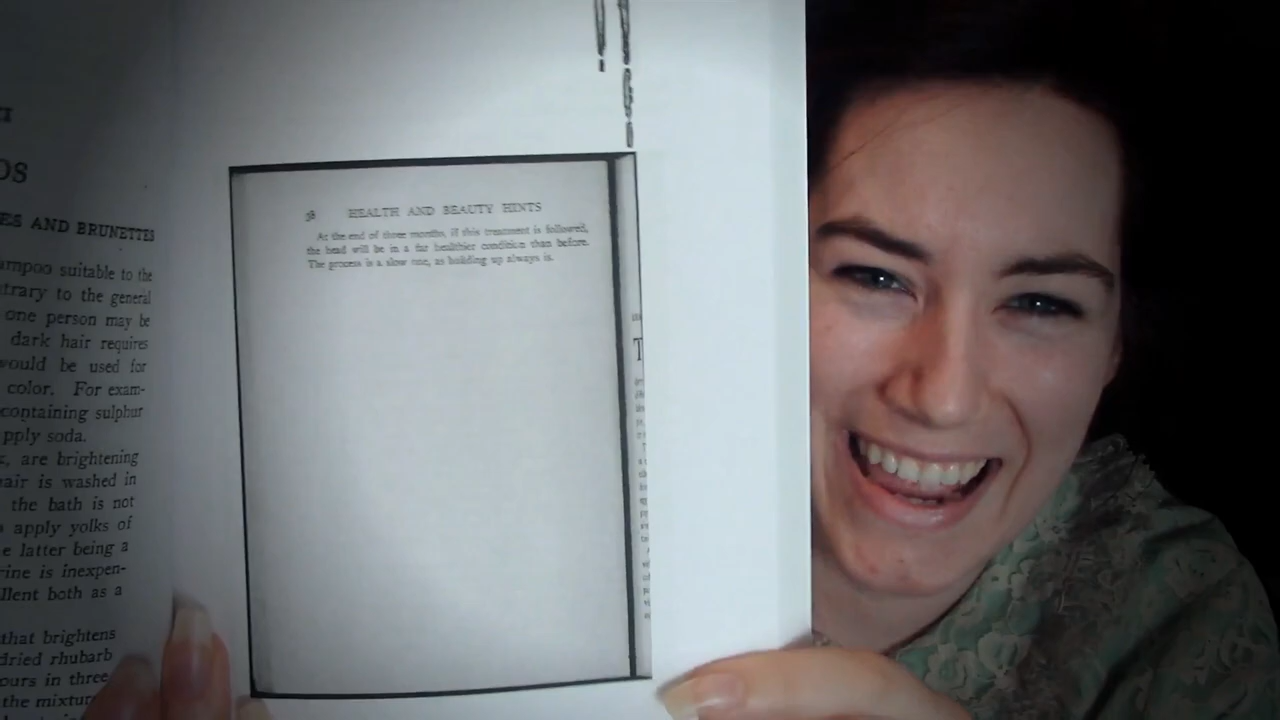 OS
ES AND BRUNETTES
ampoo suitable to the
trary to the general
one person may be
dark hair requires
would be used for
color. For exam-
containing sulphur
pply soda.
, are brightening
hair is washed in
the bath is not
apply yolks of
e latter being a
rine is inexpen-
llent both as a
that brightens
dried rhubarb
ours in three
the mixture
58 HEALTH AND BEAUTY HINTS
At the end of three months, if this treatment is followed,
the head will be in a far healthier condition than before.
The process is a slow one, as building up always is.
T